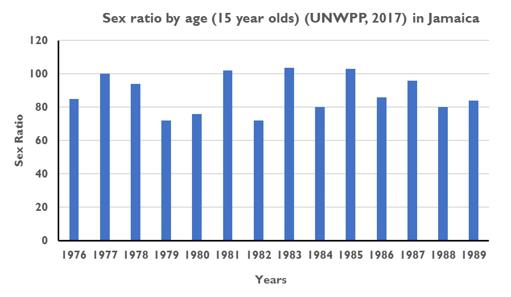 Sex ratio by age (15 year olds) (UNWPP, 2017) in Jamaica
120
100
80
60
40
20
0
Sex Ratio
1976 1977 1978 1979 1980 1981 1982 1983 1984 1985 1986 1987 1988 1989
Years